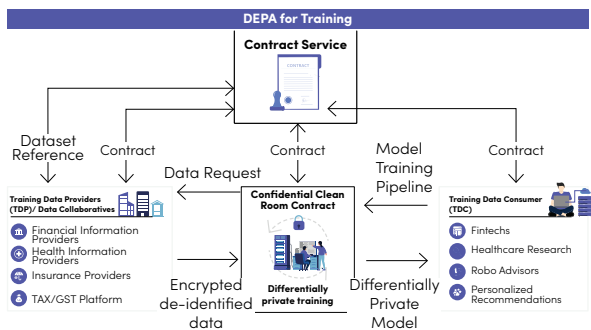 DEPA for Training
Contract Service
CONTRACT
Dataset
Reference
Contract
Contract
Contract
Model
Training
Pipeline
Data Request
Training Data Providers
(TDP)/ Data Collaboratives
Financial Information
Providers
Health Information
Providers
Insurance Providers
TAX/GST Platform
Confidential Clean
Room Contract
Differentially
private training
Training Data Consumer
(TDC)
Fintechs
Healthcare Research
Robo Advisors
Personalized
Recommendations
Encrypted
de-identified
data
Differentially
Private
Model